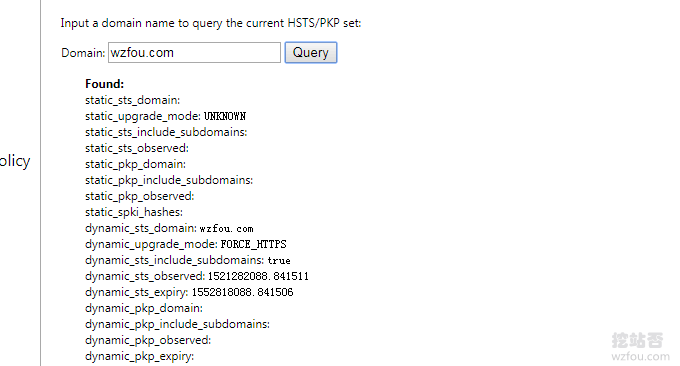 Input a domain name to query the current HSTS/PKP set:
Domain: wzfou.com Query
Found:
static_sts_domain:
static_upgrade_mode: UNKNOWN
static_sts_include_subdomains:
static_sts_observed:
olicy
static_pkp_domain:
static_pkp_include_subdomains:
static_pkp_observed:
static_spki_hashes:
dynamic_sts_domain: wzfou.com
dynamic_upgrade_mode: FORCE_HTTPS
dynamic_sts_include_subdomains: true
dynamic_sts_observed: 1521282088.841511
dynamic_sts_expiry: 1552818088.841506
dynamic_pkp_domain:
dynamic_pkp_include_subdomains:
dynamic_pkp_observed:
dynamic_pkp_expiry:
挖站否
wzfou.com